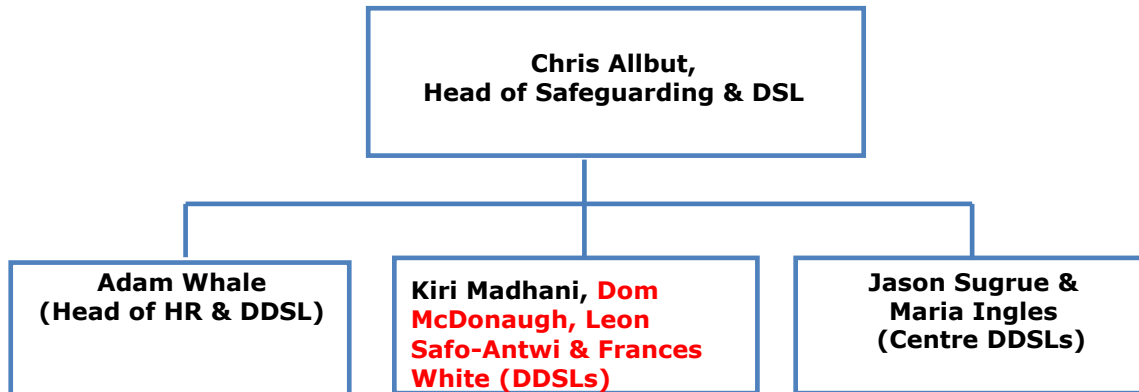 Chris Allbut,
Head of Safeguarding & DSL
Adam Whale
(Head of HR & DDSL)
Kiri Madhani, Dom
McDonaugh, Leon
Safo-Antwi & Frances
White (DDSLs)
Jason Sugrue &
Maria Ingles
(Centre DDSLs)